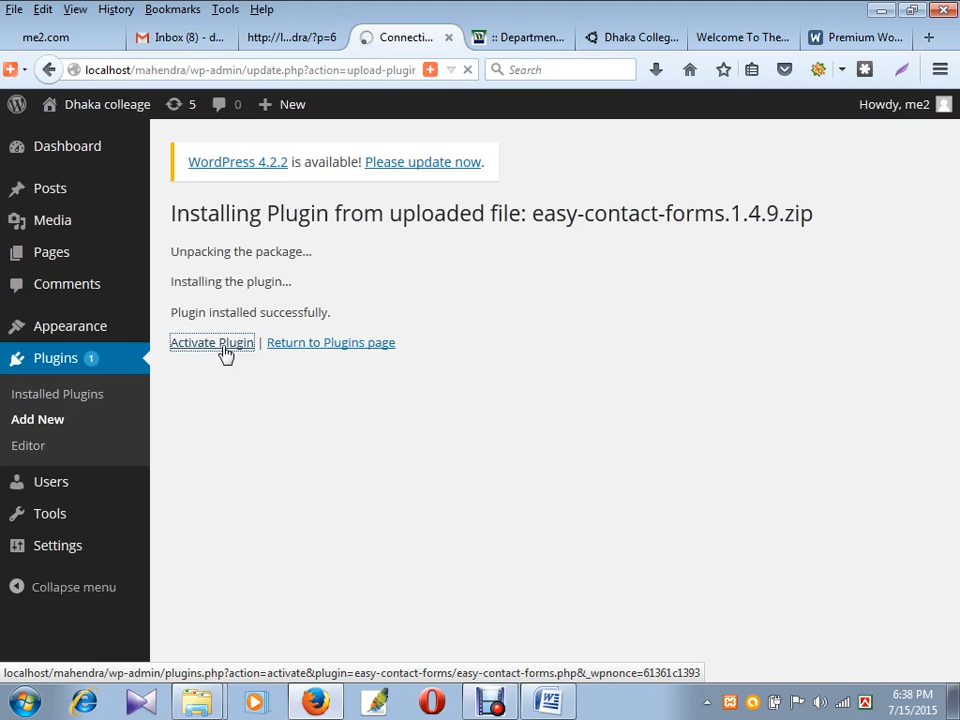 File Edit View History Bookmarks Tools Help
me2.com
Inbox (8) - d...
http://l...dra/?p=6
Connecti...
:: Departmen...
Dhaka Colleg...
Welcome To The...
Premium Wo...
localhost/mahendra/wp-admin/update.php?action=upload-plugin
Search
Dhaka colleage 5 0 New
Howdy, me2
Dashboard
Posts
Media
Pages
Comments
Appearance
Plugins 1
Installed Plugins
Add New
Editor
Users
Tools
Settings
Collapse menu
WordPress 4.2.2 is available! Please update now.
Installing Plugin from uploaded file: easy-contact-forms.1.4.9.zip
Unpacking the package...
Installing the plugin...
Plugin installed successfully.
Activate Plugin | Return to Plugins page
localhost/mahendra/wp-admin/plugins.php?action=activate&plugin=easy-contact-forms/easy-contact-forms.php&_wpnonce=61361c1393
6:38 PM
7/15/2015